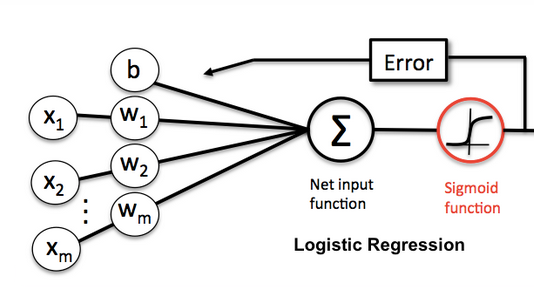 b
Error
x1
w1
Σ
x2
w2
⋮
wm
xm
Net input
function
Sigmoid
function
Logistic Regression